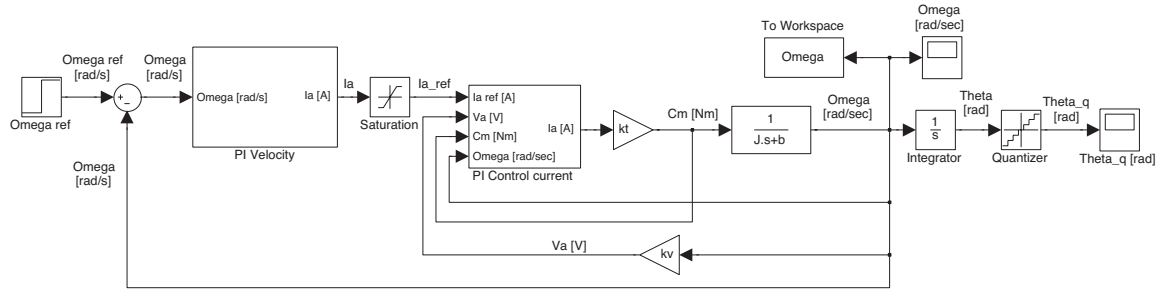 To Workspace
Omega
Omega
[rad/sec]
Omega ref
[rad/s]
Omega
[rad/s]
Omega ref
+
−
Omega [rad/s]
Ia [A]
PI Velocity
Ia
Saturation
Ia_ref
Ia ref [A]
Va [V]
Cm [Nm]
Omega [rad/sec]
Ia [A]
PI Control current
kt
Cm [Nm]
1
J.s+b
Omega
[rad/sec]
1
s
Integrator
Theta
[rad]
Quantizer
Theta_q
[rad]
Theta_q [rad]
Omega
[rad/s]
Va [V]
kv